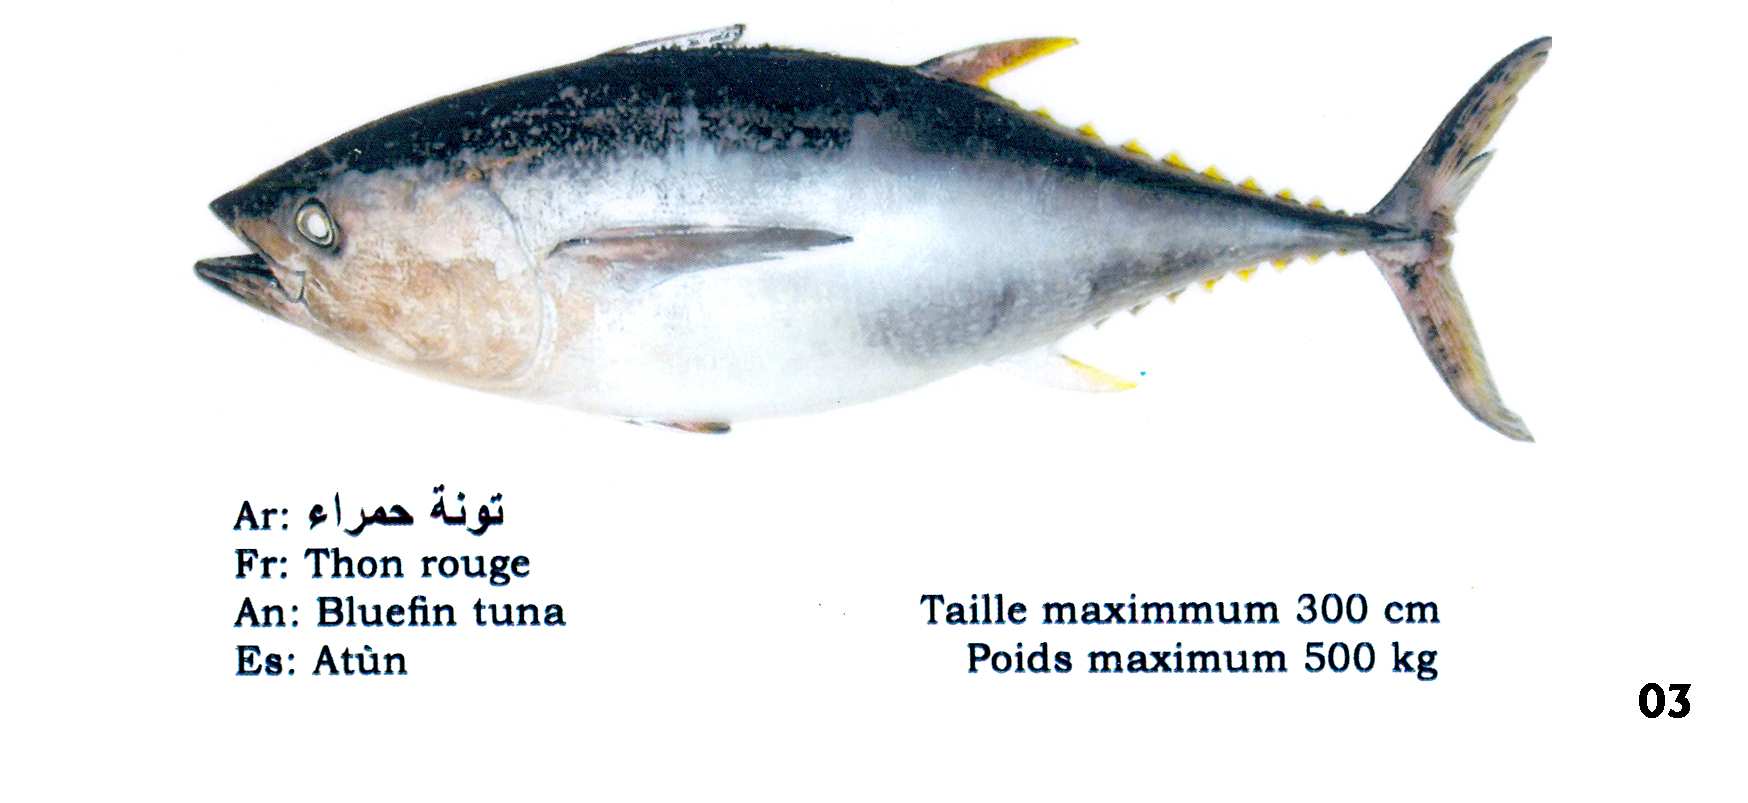 Ar: تونة حمراء
Fr: Thon rouge
An: Bluefin tuna
Es: Atùn
Taille maximmum 300 cm
Poids maximum 500 kg
03